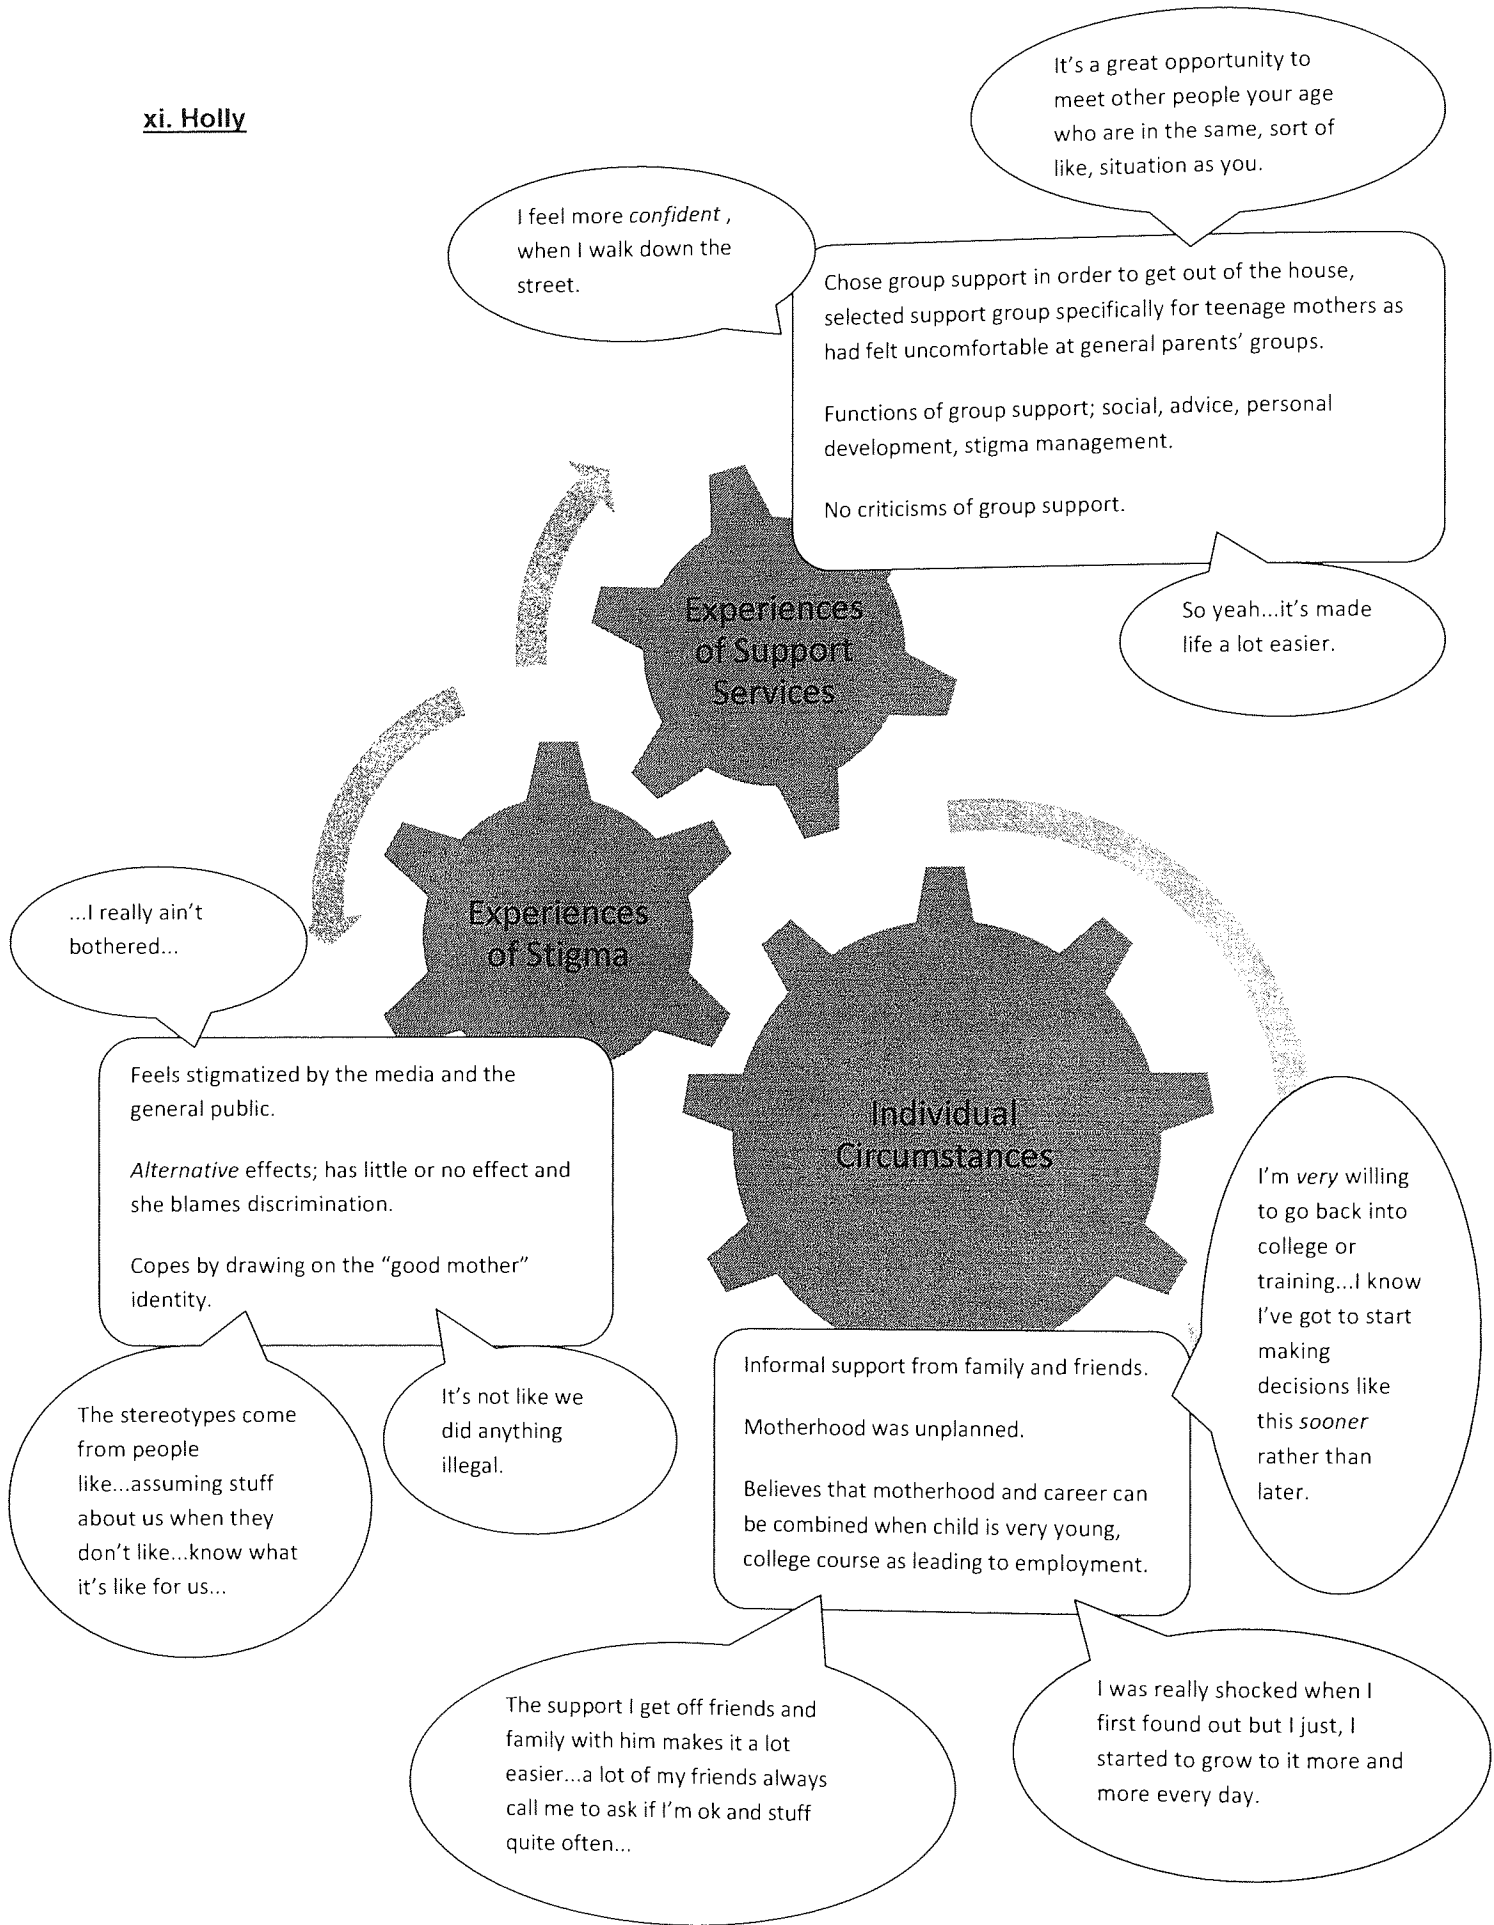 xi. Holly
It's a great opportunity to
meet other people your age
who are in the same, sort of
like, situation as you.
I feel more confident ,
when I walk down the
street.
Chose group support in order to get out of the house,
selected support group specifically for teenage mothers as
had felt uncomfortable at general parents' groups.
Functions of group support; social, advice, personal
development, stigma management.
No criticisms of group support.
So yeah...it's made
life a lot easier.
Experiences
of Support
Services
Experiences
of Stigma
...I really ain't
bothered...
Feels stigmatized by the media and the
general public.
Alternative effects; has little or no effect and
she blames discrimination.
Copes by drawing on the "good mother"
identity.
The stereotypes come
from people
like...assuming stuff
about us when they
don't like...know what
it's like for us...
It's not like we
did anything
illegal.
Individual
Circumstances
I'm very willing
to go back into
college or
training...I know
I've got to start
making
decisions like
this sooner
rather than
later.
Informal support from family and friends.
Motherhood was unplanned.
Believes that motherhood and career can
be combined when child is very young,
college course as leading to employment.
The support I get off friends and
family with him makes it a lot
easier...a lot of my friends always
call me to ask if I'm ok and stuff
quite often...
I was really shocked when I
first found out but I just, I
started to grow to it more and
more every day.